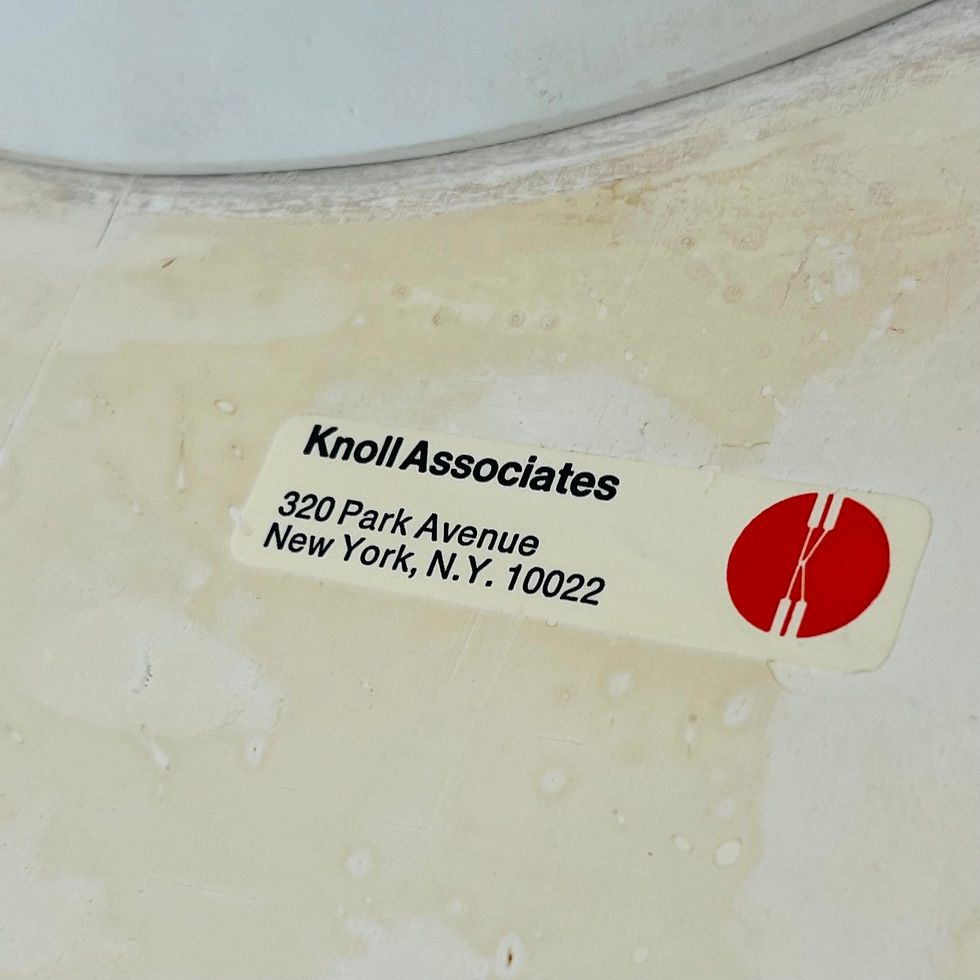 Knoll Associates
320 Park Avenue
New York, N.Y. 10022